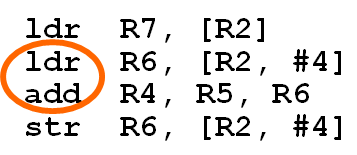 ldr R7, [R2]
ldr R6, [R2, #4]
add R4, R5, R6
str R6, [R2, #4]